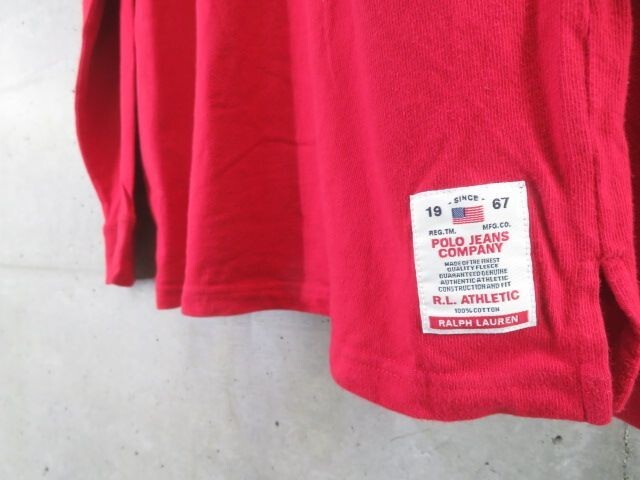 - SINCE -
19 67
REG.TM. MFG.CO.
POLO JEANS
COMPANY
MADE OF THE FINEST
QUALITY FLEECE
GUARANTEED GENUINE
AUTHENTIC ATHLETIC
CONSTRUCTION AND FIT
R.L. ATHLETIC
100% COTTON
RALPH LAUREN